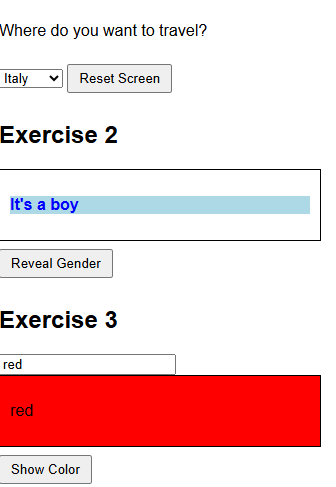 Where do you want to travel?
Italy Reset Screen
Exercise 2
It's a boy
Reveal Gender
Exercise 3
red
red
Show Color